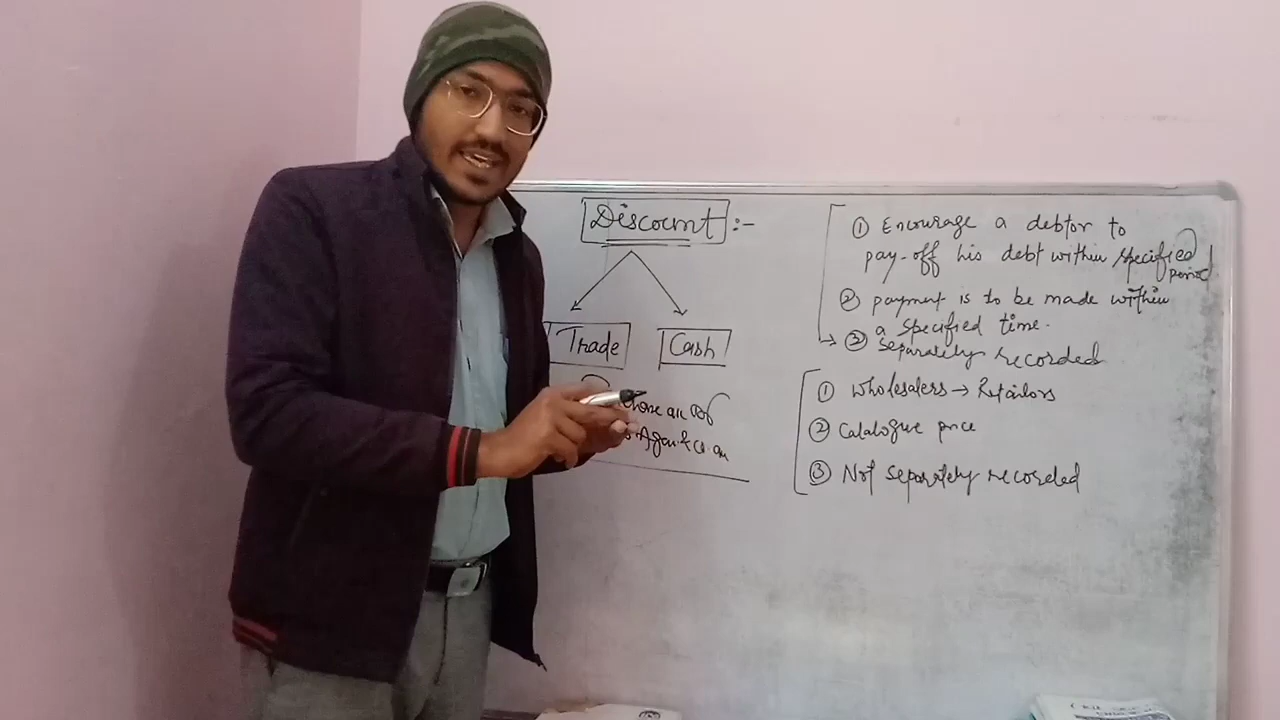 Discount :-
Trade
Cash
① Encourage a debtor to
pay-off his debt within specified
period
② payment is to be made within
a specified time.
③ Separately recorded
① Wholesalers → Retailors
② Catalogue price
③ Not separately recorded